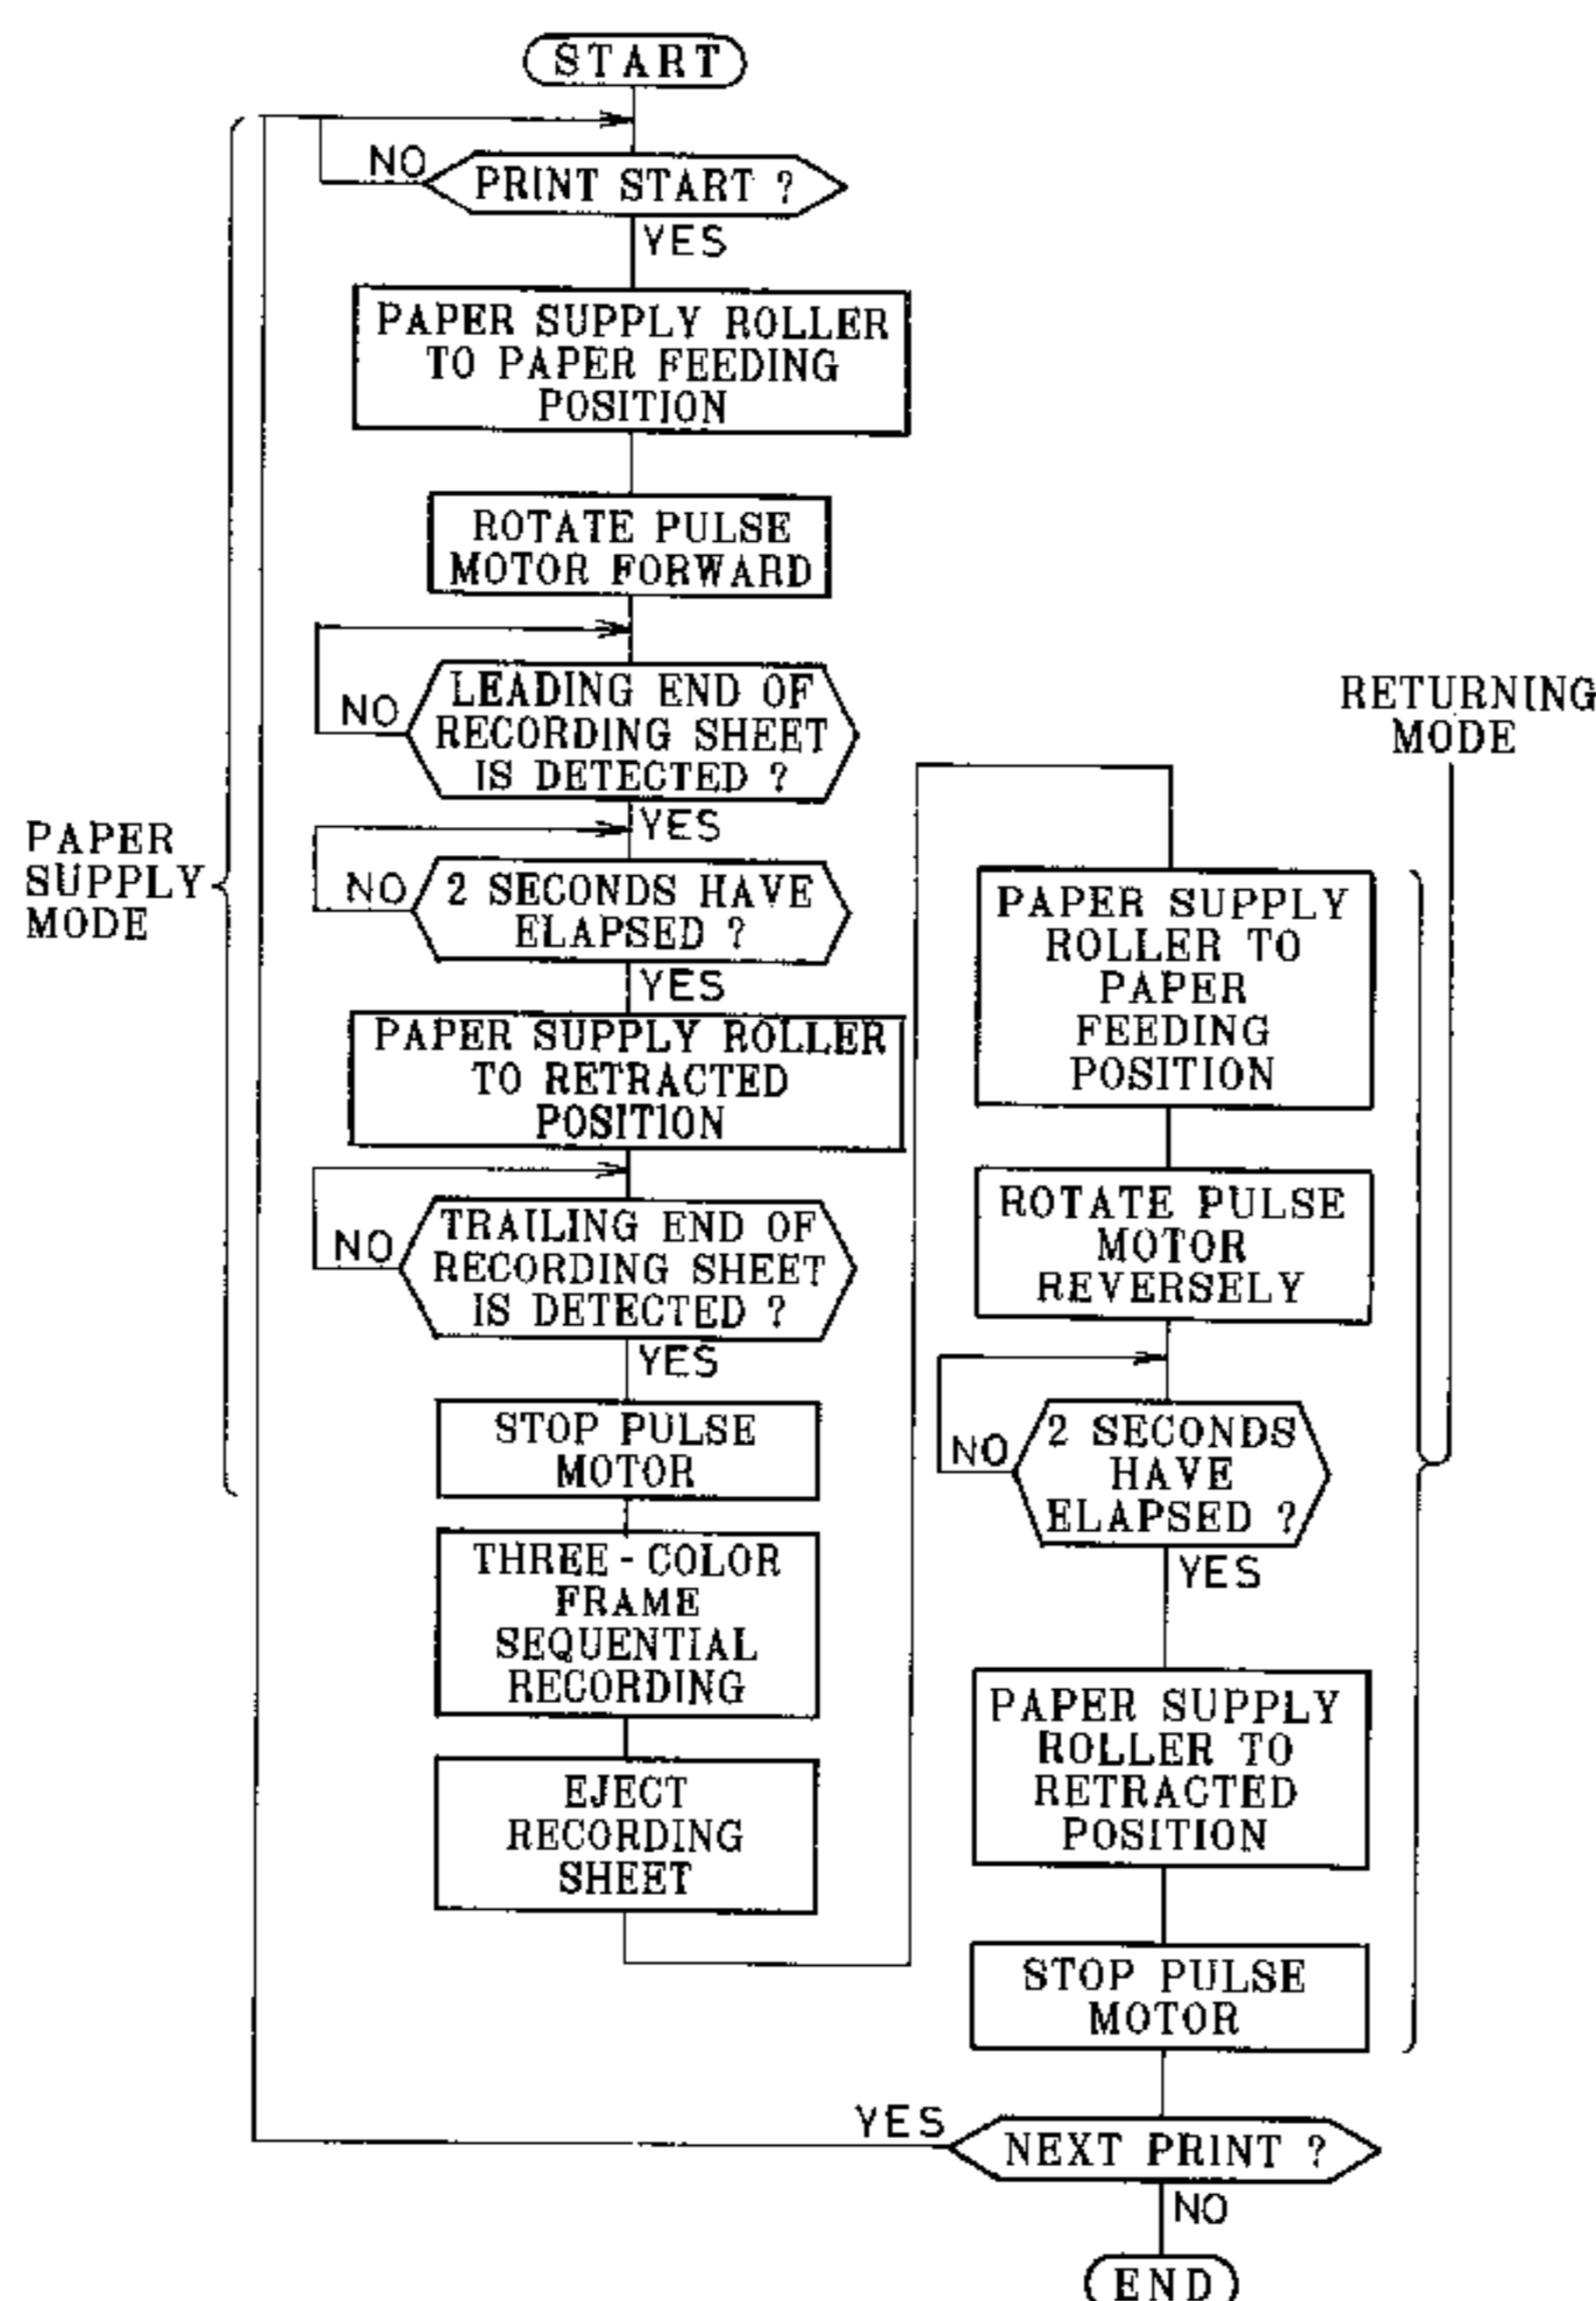 START
NO
PRINT START ?
YES
PAPER SUPPLY ROLLER
TO PAPER FEEDING
POSITION
ROTATE PULSE
MOTOR FORWARD
NO
LEADING END OF
RECORDING SHEET
IS DETECTED ?
YES
NO
2 SECONDS HAVE
ELAPSED ?
YES
PAPER SUPPLY ROLLER
TO RETRACTED
POSITION
NO
TRAILING END OF
RECORDING SHEET
IS DETECTED ?
YES
STOP PULSE
MOTOR
THREE-COLOR
FRAME
SEQUENTIAL
RECORDING
EJECT
RECORDING
SHEET
PAPER
SUPPLY
MODE
RETURNING
MODE
PAPER SUPPLY
ROLLER TO
PAPER
FEEDING
POSITION
ROTATE PULSE
MOTOR
REVERSELY
NO
2 SECONDS
HAVE
ELAPSED ?
YES
PAPER SUPPLY
ROLLER TO
RETRACTED
POSITION
STOP PULSE
MOTOR
YES
NEXT PRINT ?
NO
END